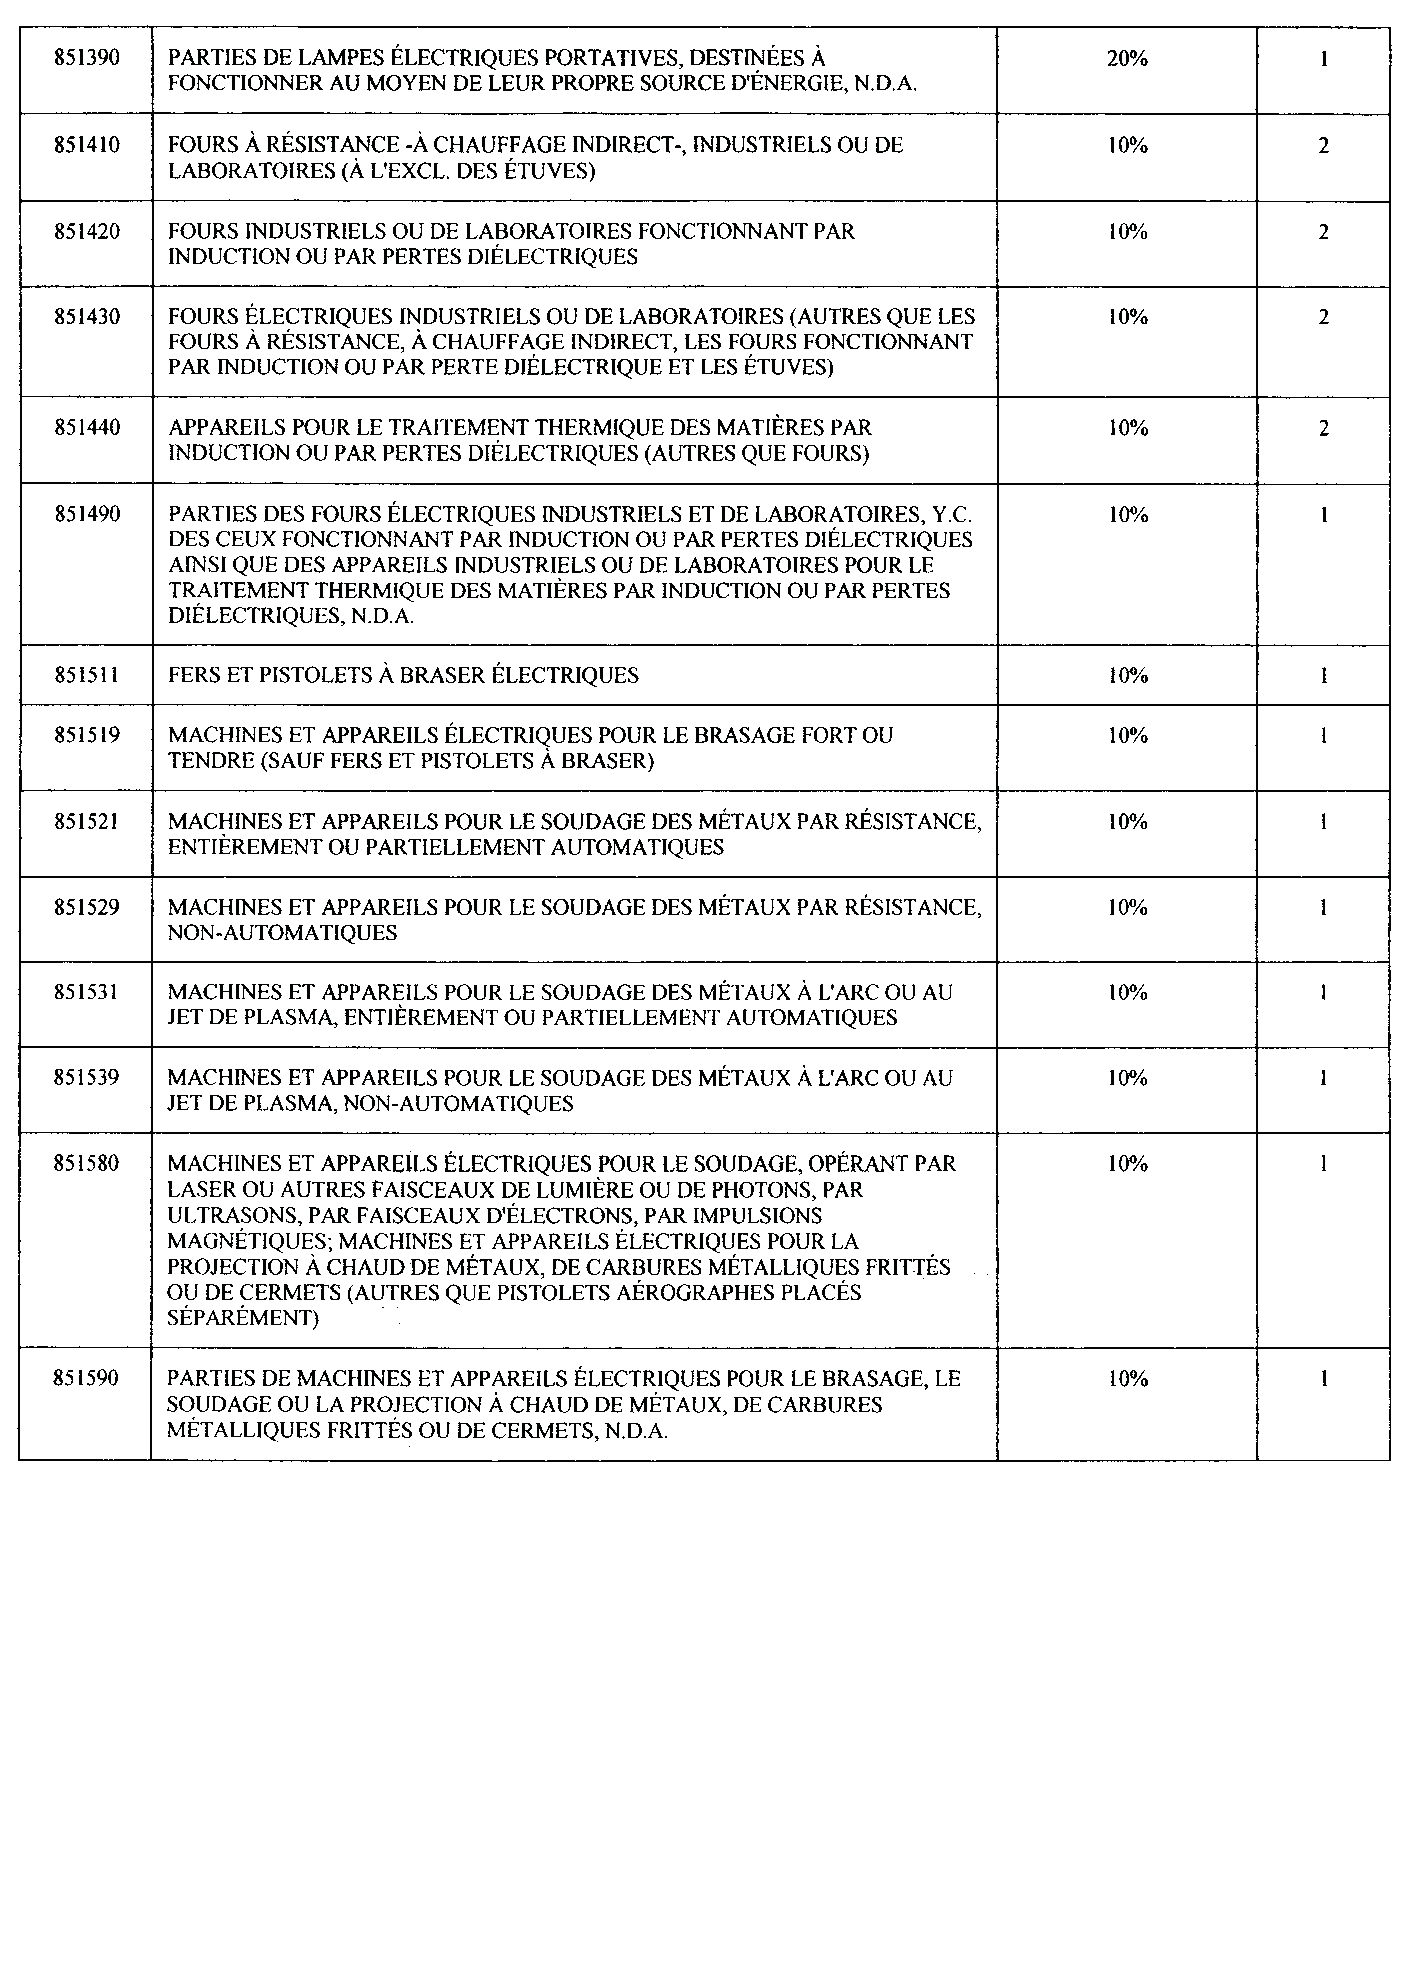 851390 PARTIES DE LAMPES ÉLECTRIQUES PORTATIVES, DESTINÉES À 20% 1
FONCTIONNER AU MOYEN DE LEUR PROPRE SOURCE D'ÉNERGIE, N.D.A.
851410 FOURS À RÉSISTANCE -À CHAUFFAGE INDIRECT-, INDUSTRIELS OU DE 10% 2
LABORATOIRES (À L'EXCL. DES ÉTUVES)
851420 FOURS INDUSTRIELS OU DE LABORATOIRES FONCTIONNANT PAR 10% 2
INDUCTION OU PAR PERTES DIÉLECTRIQUES
851430 FOURS ÉLECTRIQUES INDUSTRIELS OU DE LABORATOIRES (AUTRES QUE LES 10% 2
FOURS À RÉSISTANCE, À CHAUFFAGE INDIRECT, LES FOURS FONCTIONNANT
PAR INDUCTION OU PAR PERTE DIÉLECTRIQUE ET LES ÉTUVES)
851440 APPAREILS POUR LE TRAITEMENT THERMIQUE DES MATIÈRES PAR 10% 2
INDUCTION OU PAR PERTES DIÉLECTRIQUES (AUTRES QUE FOURS)
851490 PARTIES DES FOURS ÉLECTRIQUES INDUSTRIELS ET DE LABORATOIRES, Y.C. 10% 1
DES CEUX FONCTIONNANT PAR INDUCTION OU PAR PERTES DIÉLECTRIQUES
AINSI QUE DES APPAREILS INDUSTRIELS OU DE LABORATOIRES POUR LE
TRAITEMENT THERMIQUE DES MATIÈRES PAR INDUCTION OU PAR PERTES
DIÉLECTRIQUES, N.D.A.
851511 FERS ET PISTOLETS À BRASER ÉLECTRIQUES 10% 1
851519 MACHINES ET APPAREILS ÉLECTRIQUES POUR LE BRASAGE FORT OU 10% 1
TENDRE (SAUF FERS ET PISTOLETS À BRASER)
851521 MACHINES ET APPAREILS POUR LE SOUDAGE DES MÉTAUX PAR RÉSISTANCE, 10% 1
ENTIÈREMENT OU PARTIELLEMENT AUTOMATIQUES
851529 MACHINES ET APPAREILS POUR LE SOUDAGE DES MÉTAUX PAR RÉSISTANCE, 10% 1
NON-AUTOMATIQUES
851531 MACHINES ET APPAREILS POUR LE SOUDAGE DES MÉTAUX À L'ARC OU AU 10% 1
JET DE PLASMA, ENTIÈREMENT OU PARTIELLEMENT AUTOMATIQUES
851539 MACHINES ET APPAREILS POUR LE SOUDAGE DES MÉTAUX À L'ARC OU AU 10% 1
JET DE PLASMA, NON-AUTOMATIQUES
851580 MACHINES ET APPAREILS ÉLECTRIQUES POUR LE SOUDAGE, OPÉRANT PAR 10% 1
LASER OU AUTRES FAISCEAUX DE LUMIÈRE OU DE PHOTONS, PAR
ULTRASONS, PAR FAISCEAUX D'ÉLECTRONS, PAR IMPULSIONS
MAGNÉTIQUES; MACHINES ET APPAREILS ÉLECTRIQUES POUR LA
PROJECTION À CHAUD DE MÉTAUX, DE CARBURES MÉTALLIQUES FRITTÉS
OU DE CERMETS (AUTRES QUE PISTOLETS AÉROGRAPHES PLACÉS
SÉPARÉMENT)
851590 PARTIES DE MACHINES ET APPAREILS ÉLECTRIQUES POUR LE BRASAGE, LE 10% 1
SOUDAGE OU LA PROJECTION À CHAUD DE MÉTAUX, DE CARBURES
MÉTALLIQUES FRITTÉS OU DE CERMETS, N.D.A.